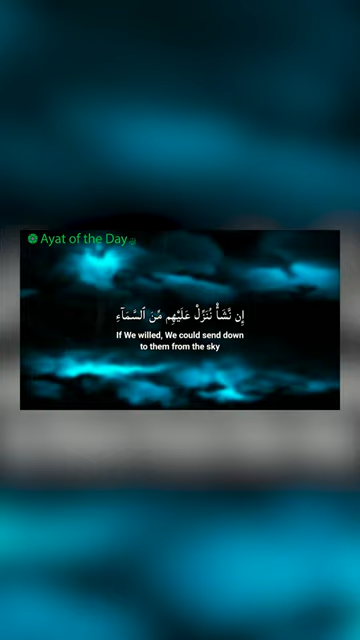 Ayat of the Day
إِن نَّشَأْ نُنَزِّلْ عَلَيْهِم مِّنَ ٱلسَّمَآءِ
If We willed, We could send down
to them from the sky